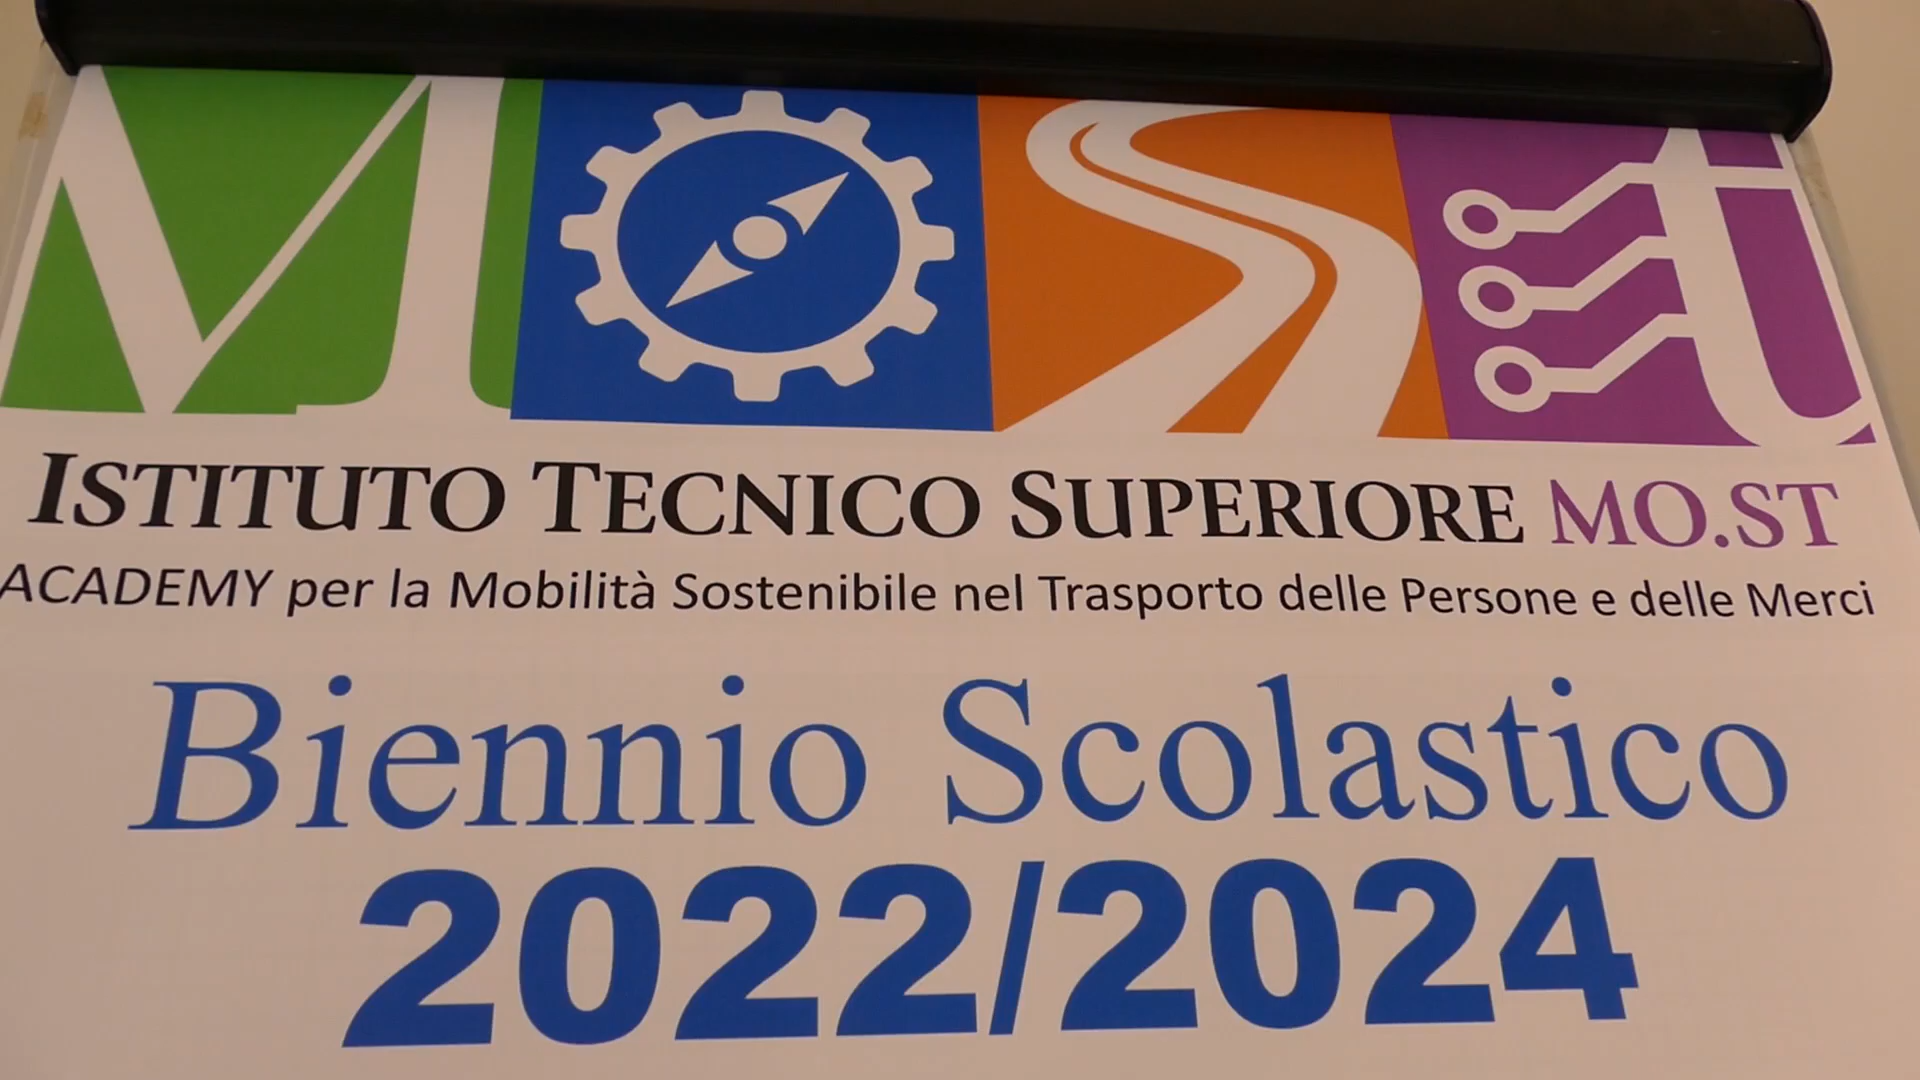 MOST
ISTITUTO TECNICO SUPERIORE MO.ST
ACADEMY per la Mobilità Sostenibile nel Trasporto delle Persone e delle Merci
Biennio Scolastico
2022/2024